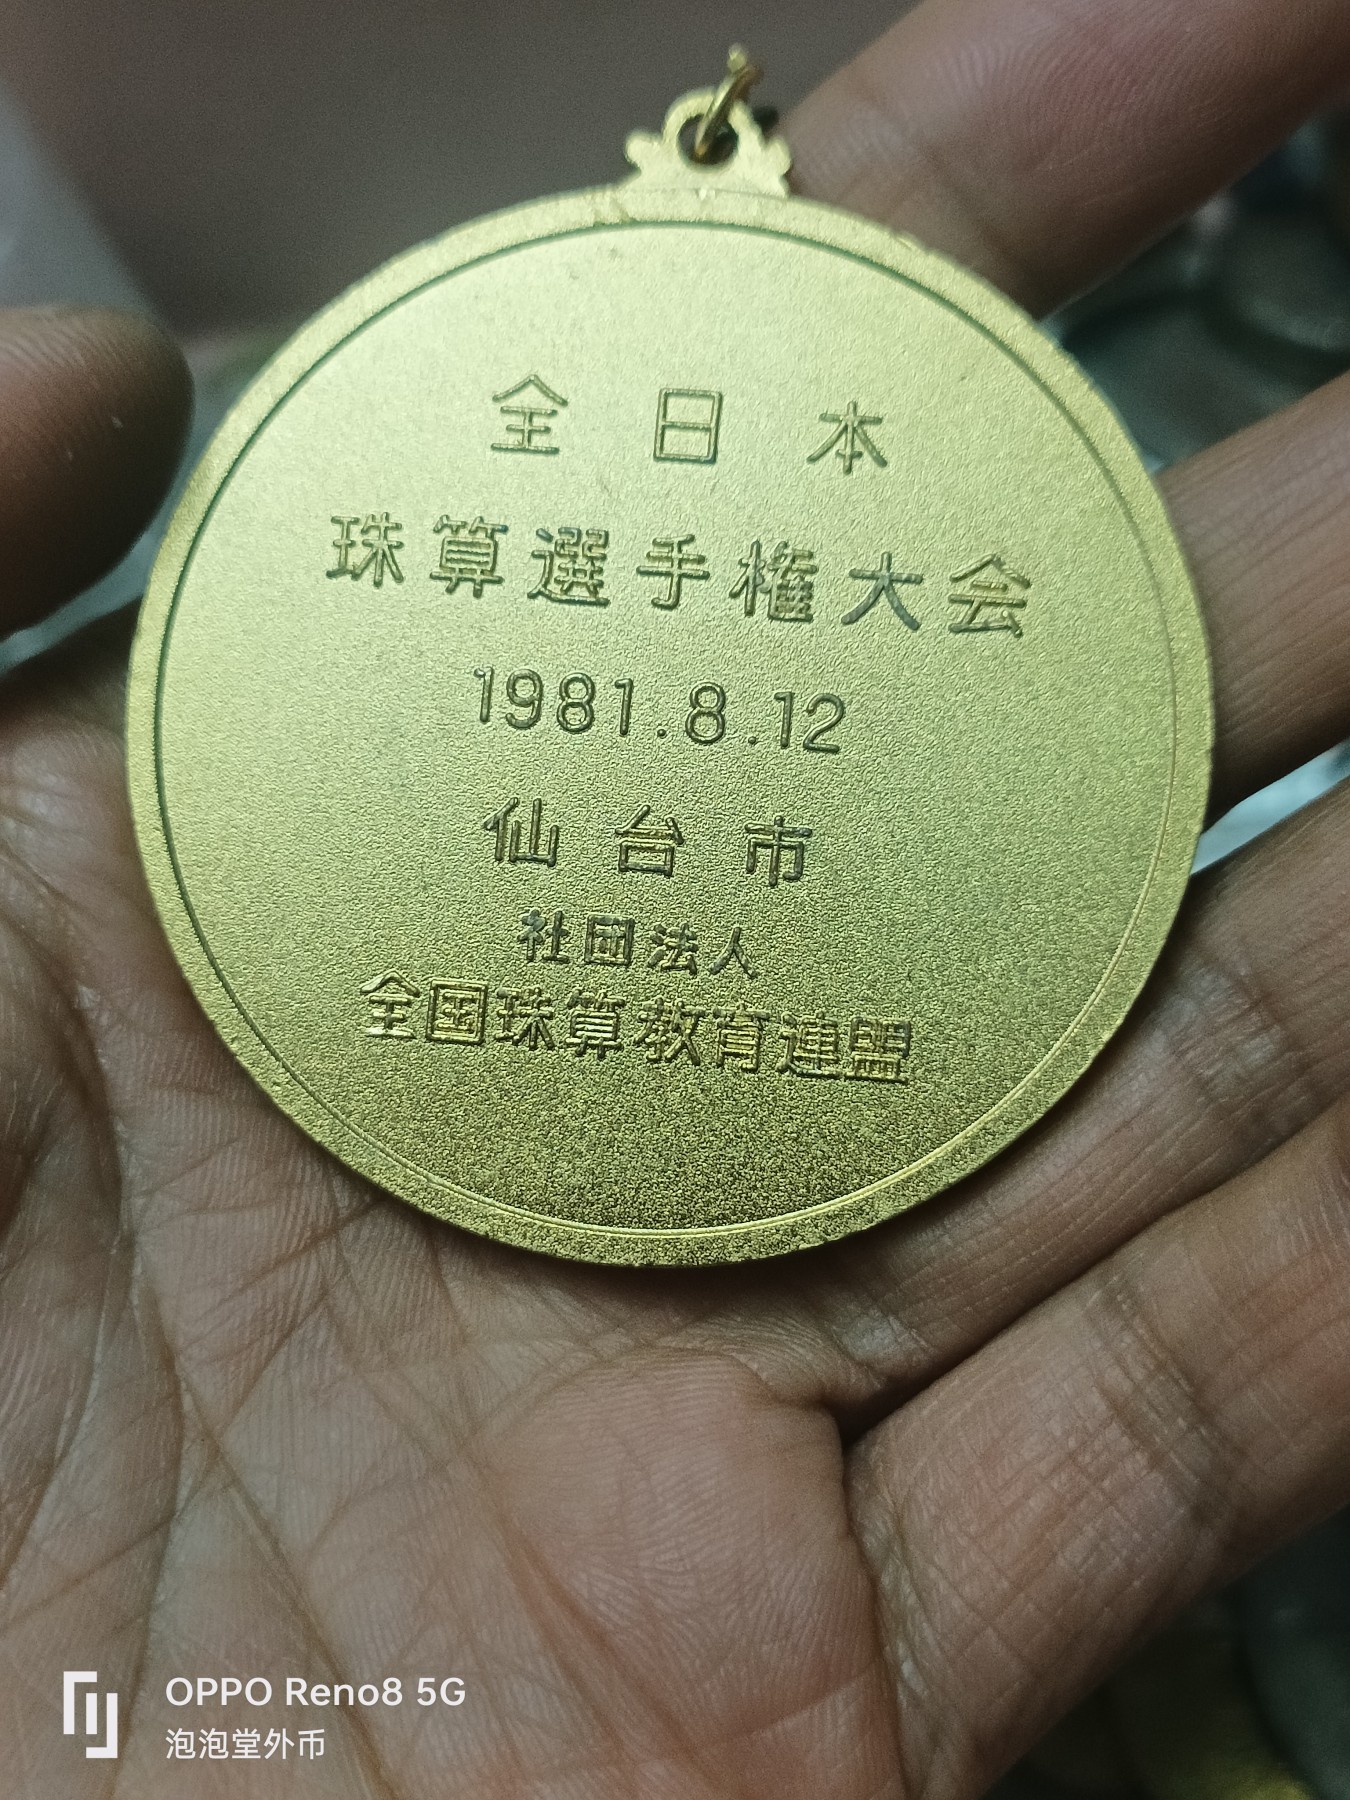 全日本
珠算選手権大会
1981.8.12
仙台市
社団法人
全国珠算教育連盟
OPPO Reno8 5G
泡泡堂外币